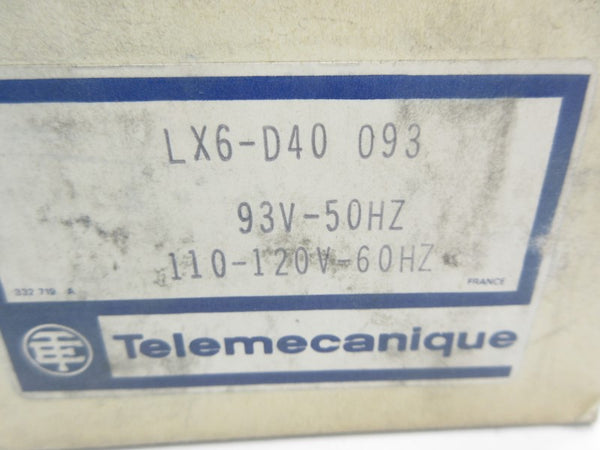 LX6-D40 093
93V-50HZ
110-120V-60HZ
332 719 A
FRANCE
Telemecanique